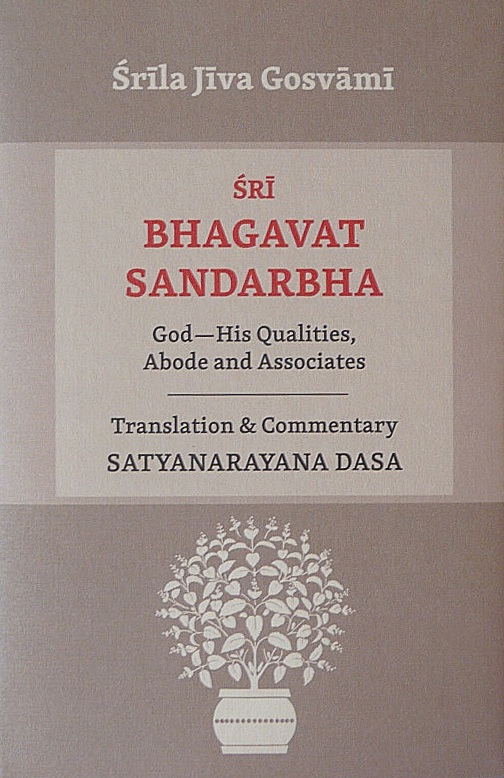 Śrīla Jīva Gosvāmī
ŚRĪ
BHAGAVAT
SANDARBHA
God—His Qualities,
Abode and Associates
Translation & Commentary
SATYANARAYANA DASA